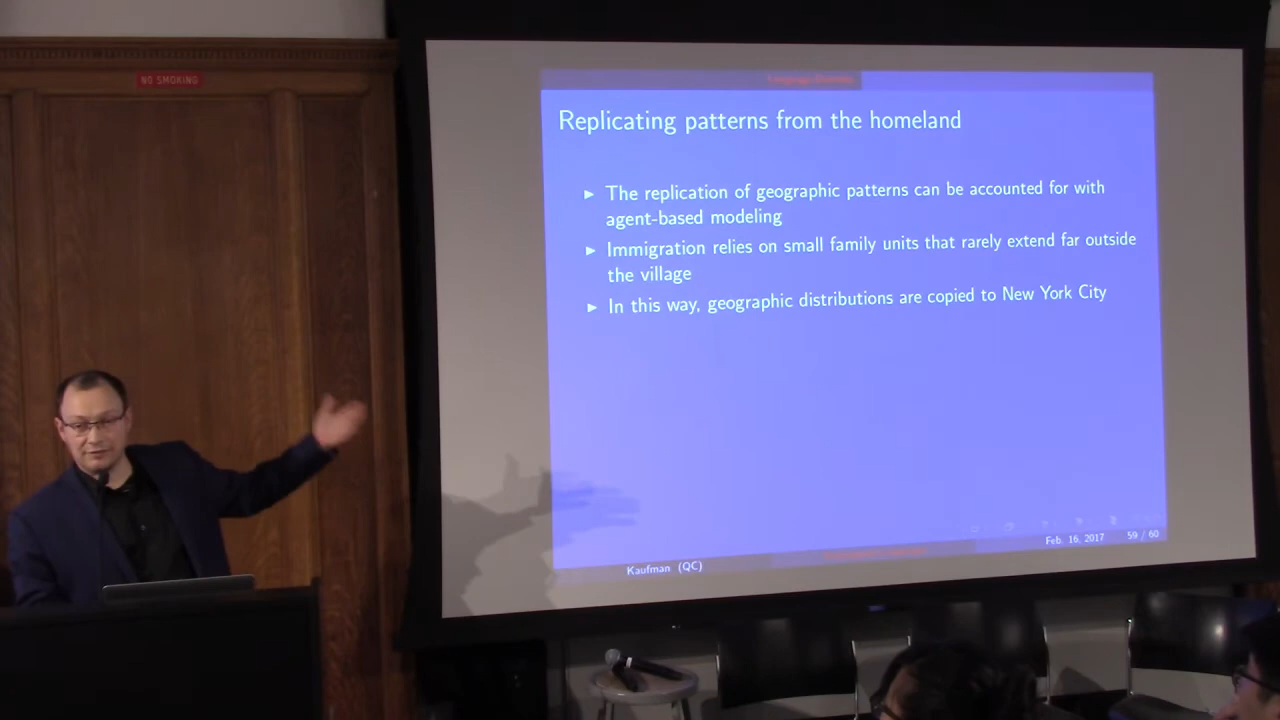 NO SMOKING
Replicating patterns from the homeland
► The replication of geographic patterns can be accounted for with
agent-based modeling
► Immigration relies on small family units that rarely extend far outside
the village
► In this way, geographic distributions are copied to New York City
Feb. 16, 2017 59 / 60
Kaufman (QC)